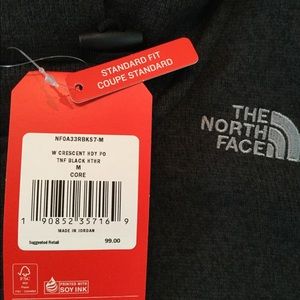 STANDARD FIT
COUPE STANDARD
NF0A33RBKS7-M
W CRESCENT HDY PO
TNF BLACK HTHR
M
CORE
1 90852 35716 9
MADE IN JORDAN
Suggested Retail 99.00
FSC
PRINTED WITH
SOY INK
THE
NORTH
FACE